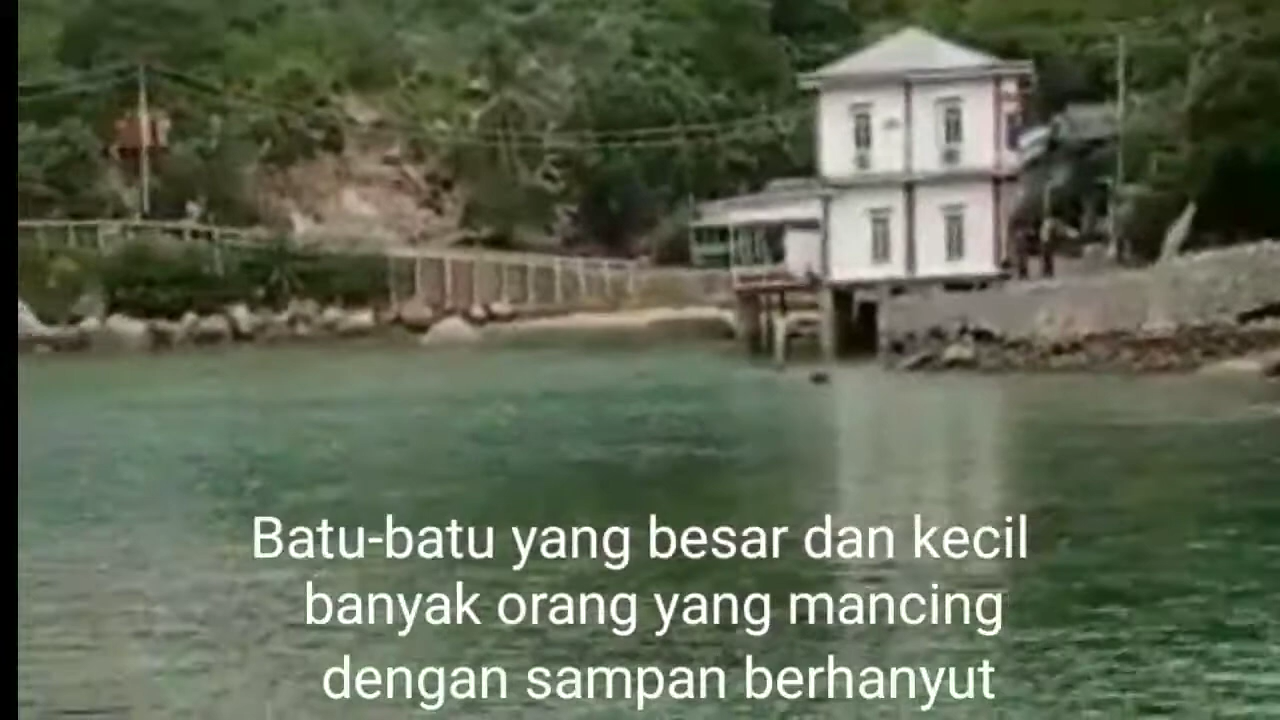 Batu-batu yang besar dan kecil
banyak orang yang mancing
dengan sampan berhanyut